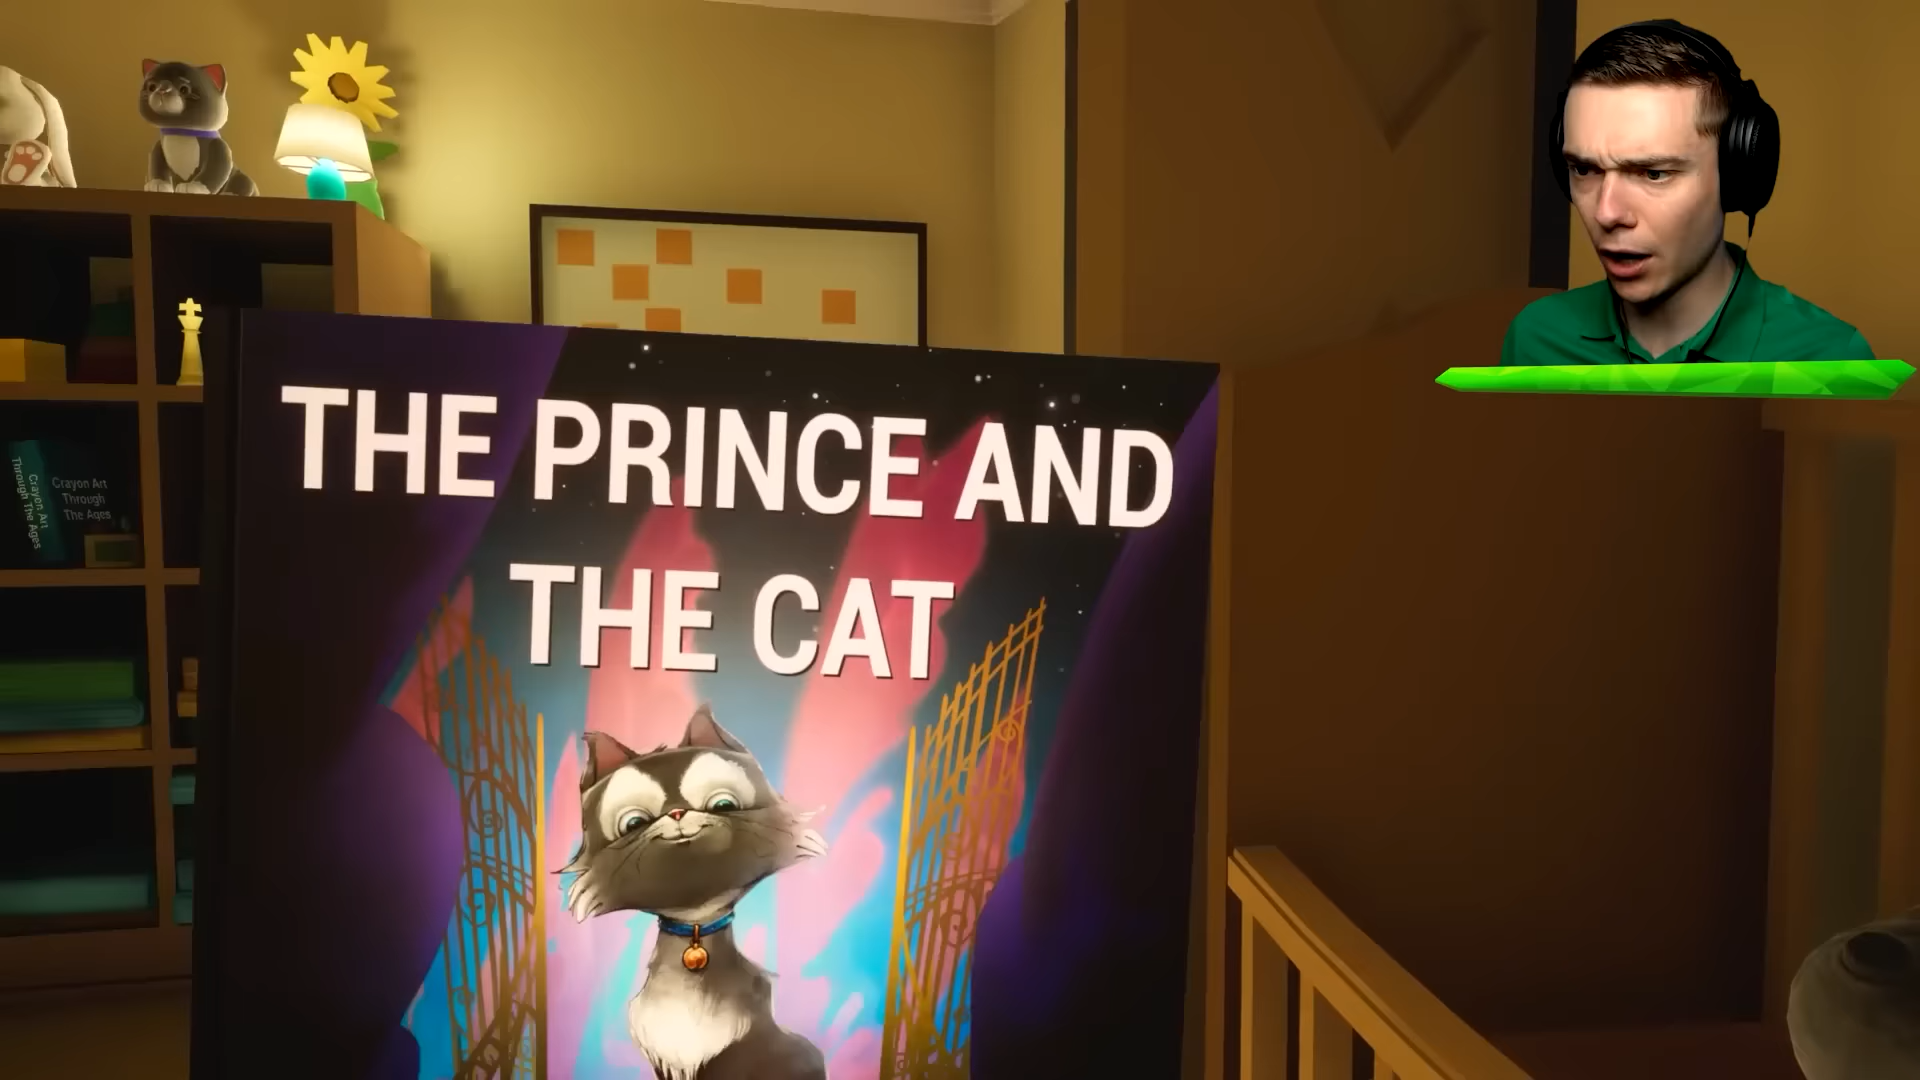 THE PRINCE AND
THE CAT
Crayon Art
Through
The Ages
Crayon Art
Through The Ages